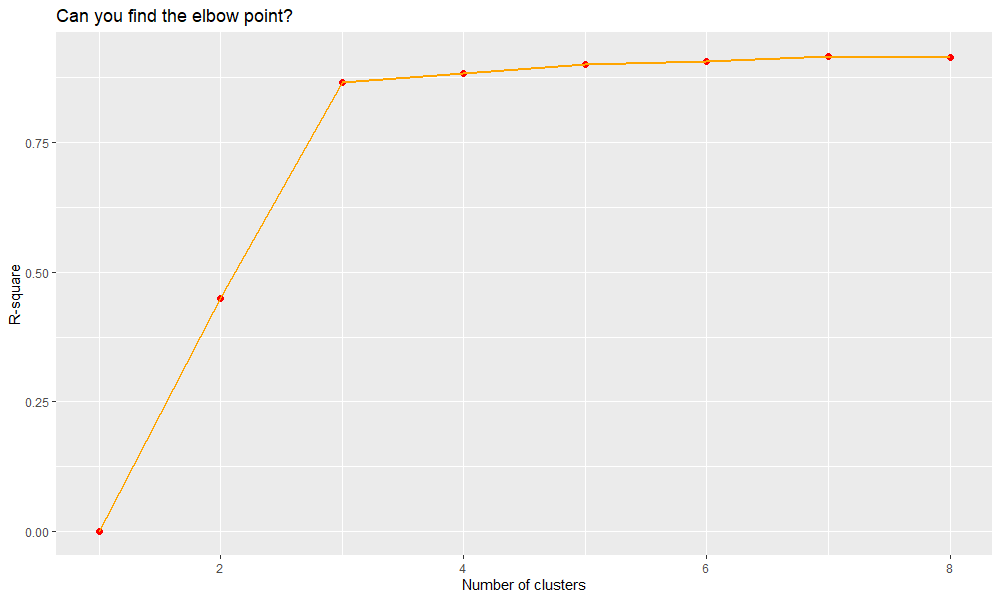 Can you find the elbow point?
R-square
0.75
0.50
0.25
0.00
2 4 6 8
Number of clusters